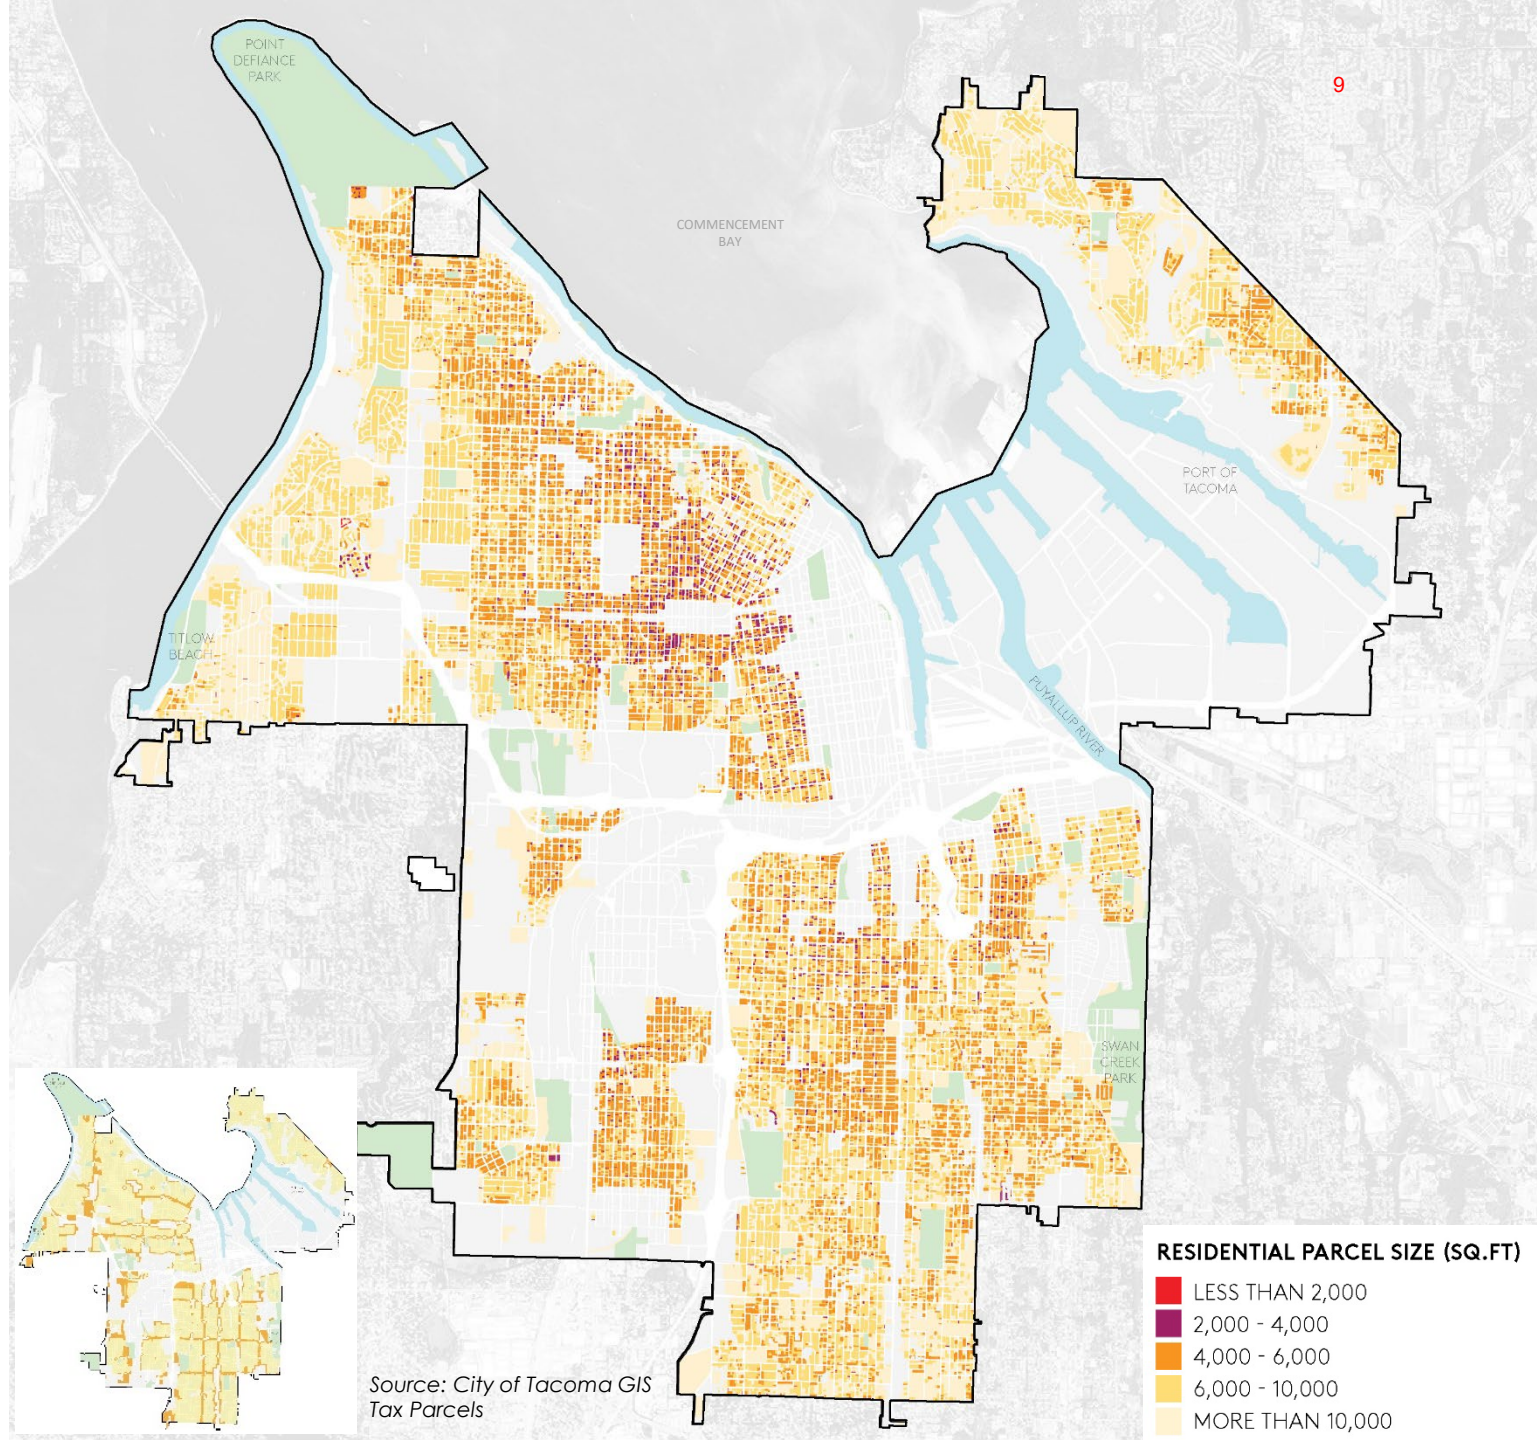 POINT
DEFIANCE
PARK
9
COMMENCEMENT
BAY
PORT OF
TACOMA
TITLOW
BEACH
PUYALLUP RIVER
SWAN
CREEK
PARK
RESIDENTIAL PARCEL SIZE (SQ.FT)
LESS THAN 2,000
2,000 - 4,000
4,000 - 6,000
6,000 - 10,000
MORE THAN 10,000
Source: City of Tacoma GIS
Tax Parcels